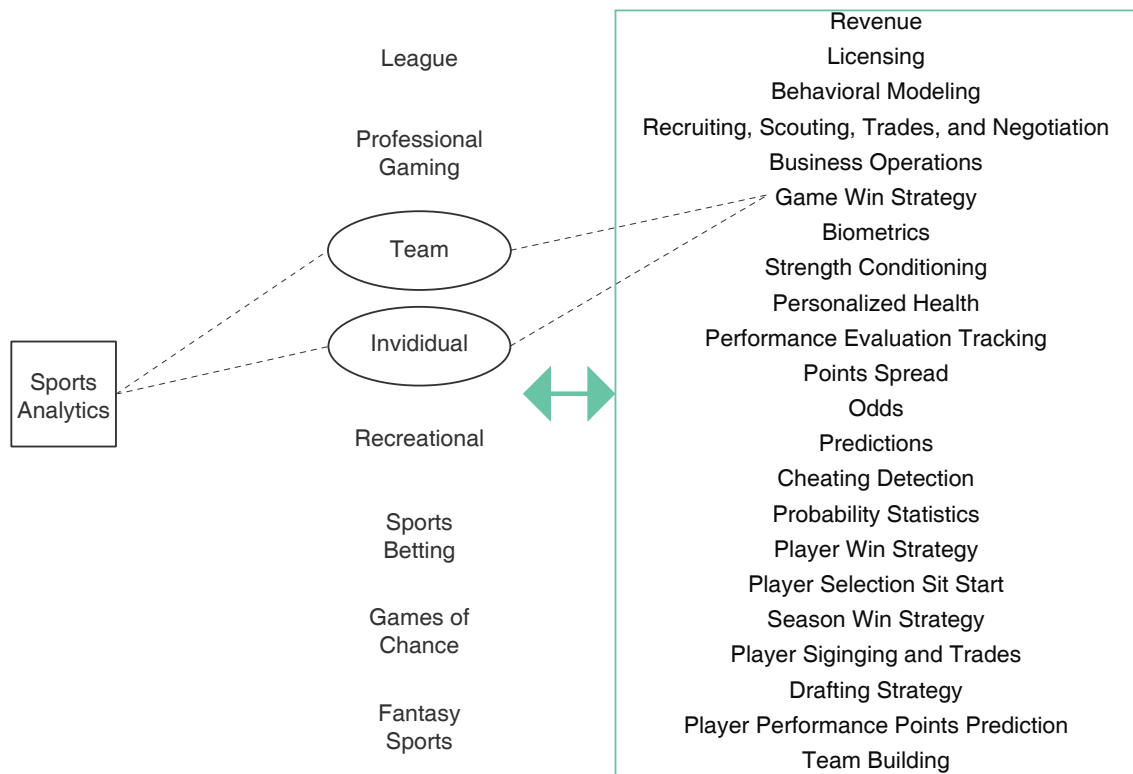 Sports
Analytics
League
Professional
Gaming
Team
Invididual
Recreational
Sports
Betting
Games of
Chance
Fantasy
Sports
Revenue
Licensing
Behavioral Modeling
Recruiting, Scouting, Trades, and Negotiation
Business Operations
Game Win Strategy
Biometrics
Strength Conditioning
Personalized Health
Performance Evaluation Tracking
Points Spread
Odds
Predictions
Cheating Detection
Probability Statistics
Player Win Strategy
Player Selection Sit Start
Season Win Strategy
Player Siginging and Trades
Drafting Strategy
Player Performance Points Prediction
Team Building